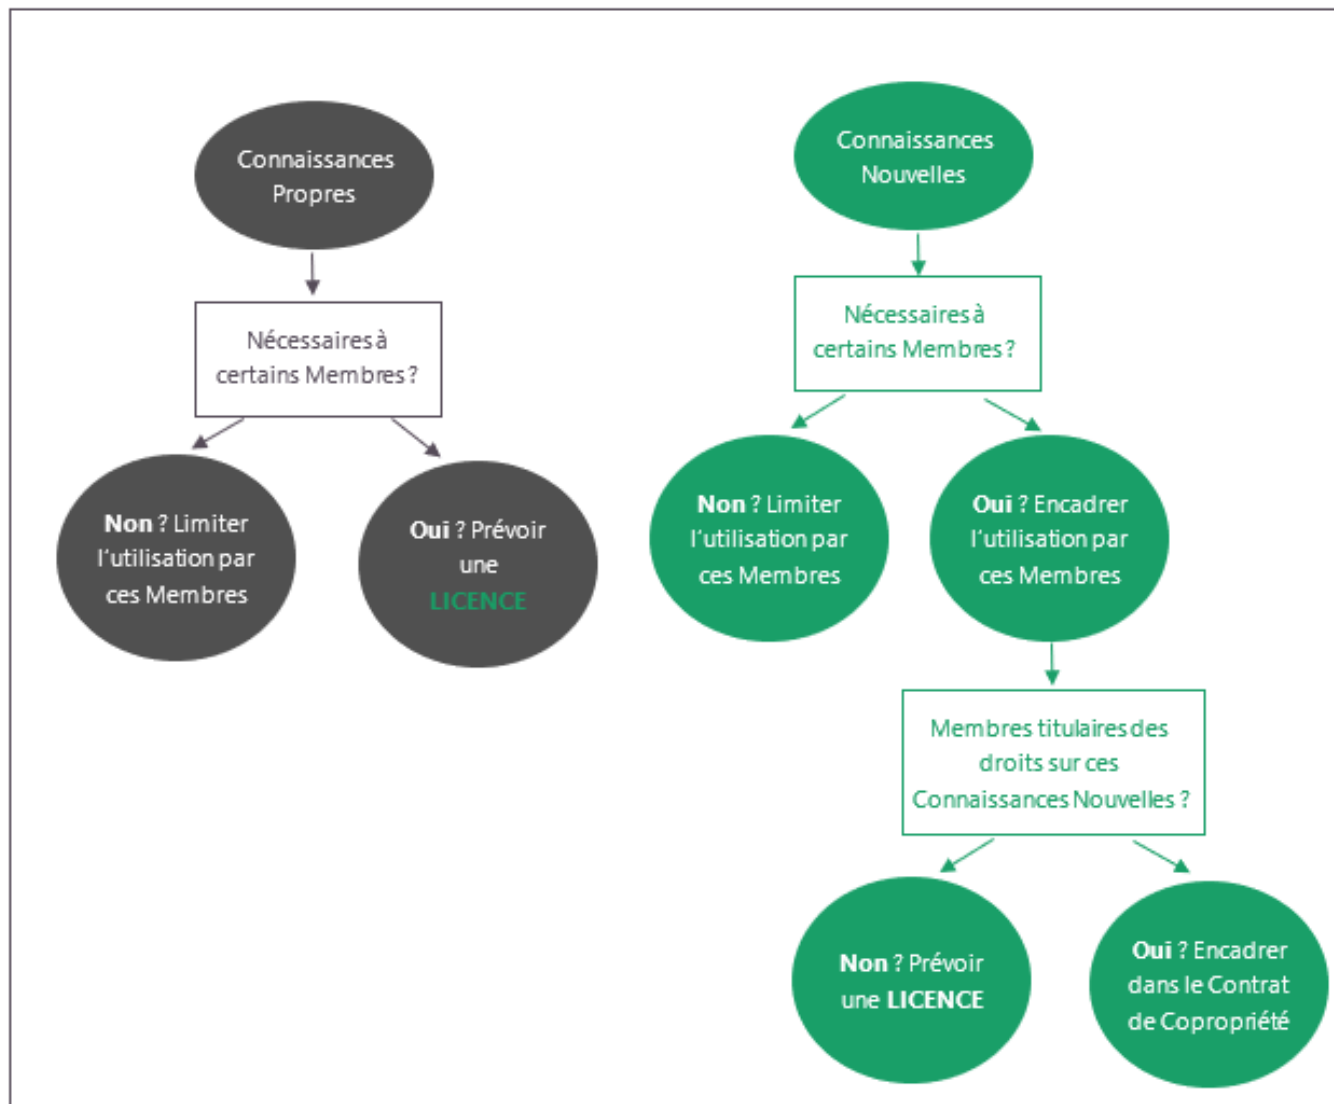 Connaissances
Propres
Nécessaires à
certains Membres ?
Non ? Limiter
l'utilisation par
ces Membres
Oui ? Prévoir
une
LICENCE
Connaissances
Nouvelles
Nécessaires à
certains Membres ?
Non ? Limiter
l'utilisation par
ces Membres
Oui ? Encadrer
l'utilisation par
ces Membres
Membres titulaires des
droits sur ces
Connaissances Nouvelles ?
Non ? Prévoir
une LICENCE
Oui ? Encadrer
dans le Contrat
de Copropriété